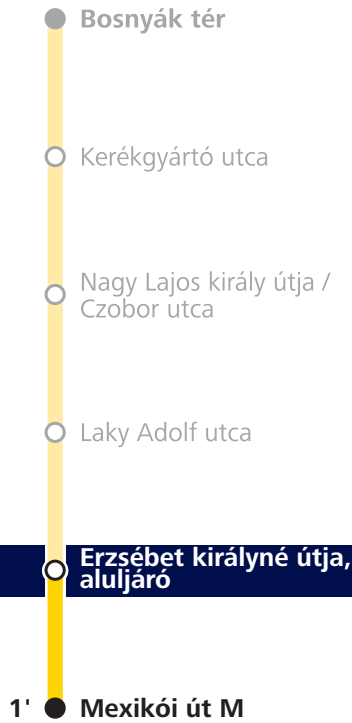 Bosnyák tér
Kerékgyártó utca
Nagy Lajos király útja /
Czobor utca
Laky Adolf utca
Erzsébet királyné útja,
aluljáró
1' Mexikói út M